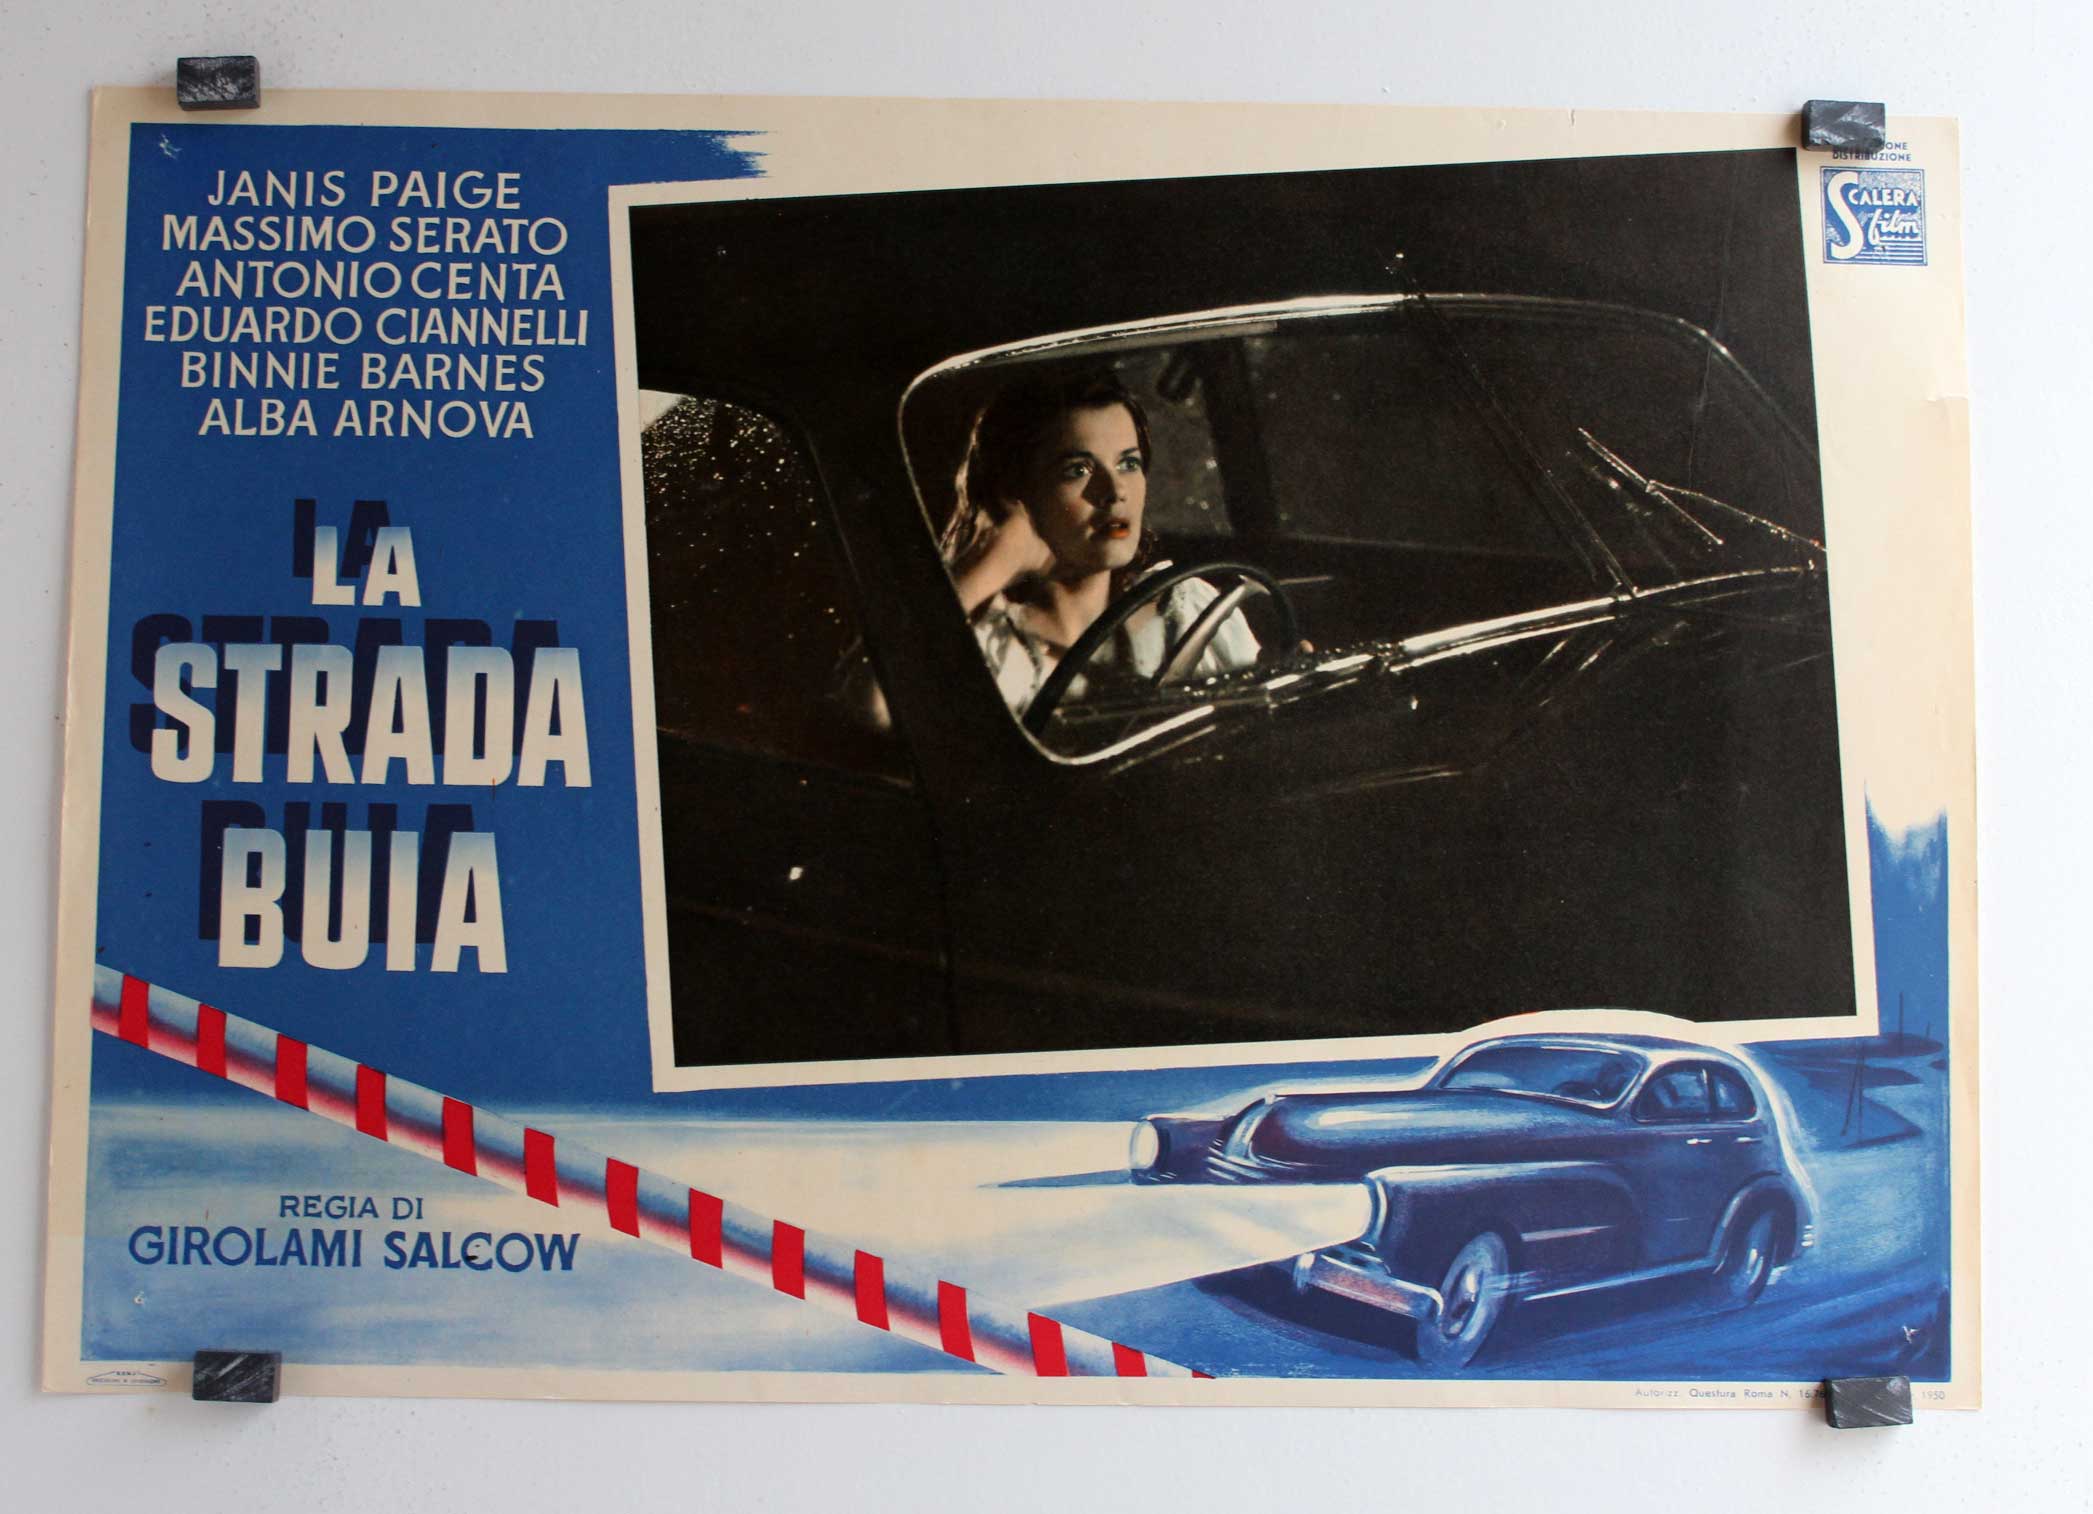 JANIS PAIGE
MASSIMO SERATO
ANTONIO CENTA
EDUARDO CIANNELLI
BINNIE BARNES
ALBA ARNOVA
LA
STRADA
BUIA
REGIA DI
GIROLAMI SALCOW
DISTRIBUZIONE
SCALERA
film
Autorizz. Questura Roma N. 1950